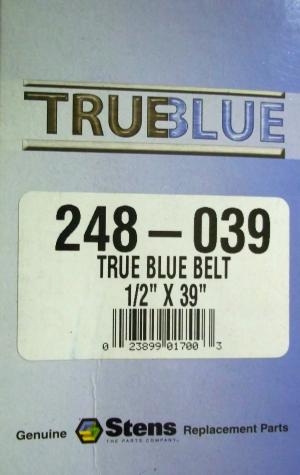 TRUEBLUE
248-039
TRUE BLUE BELT
1/2" X 39"
0 23899 01700 3
Genuine Stens Replacement Parts
THE PARTS COMPANY